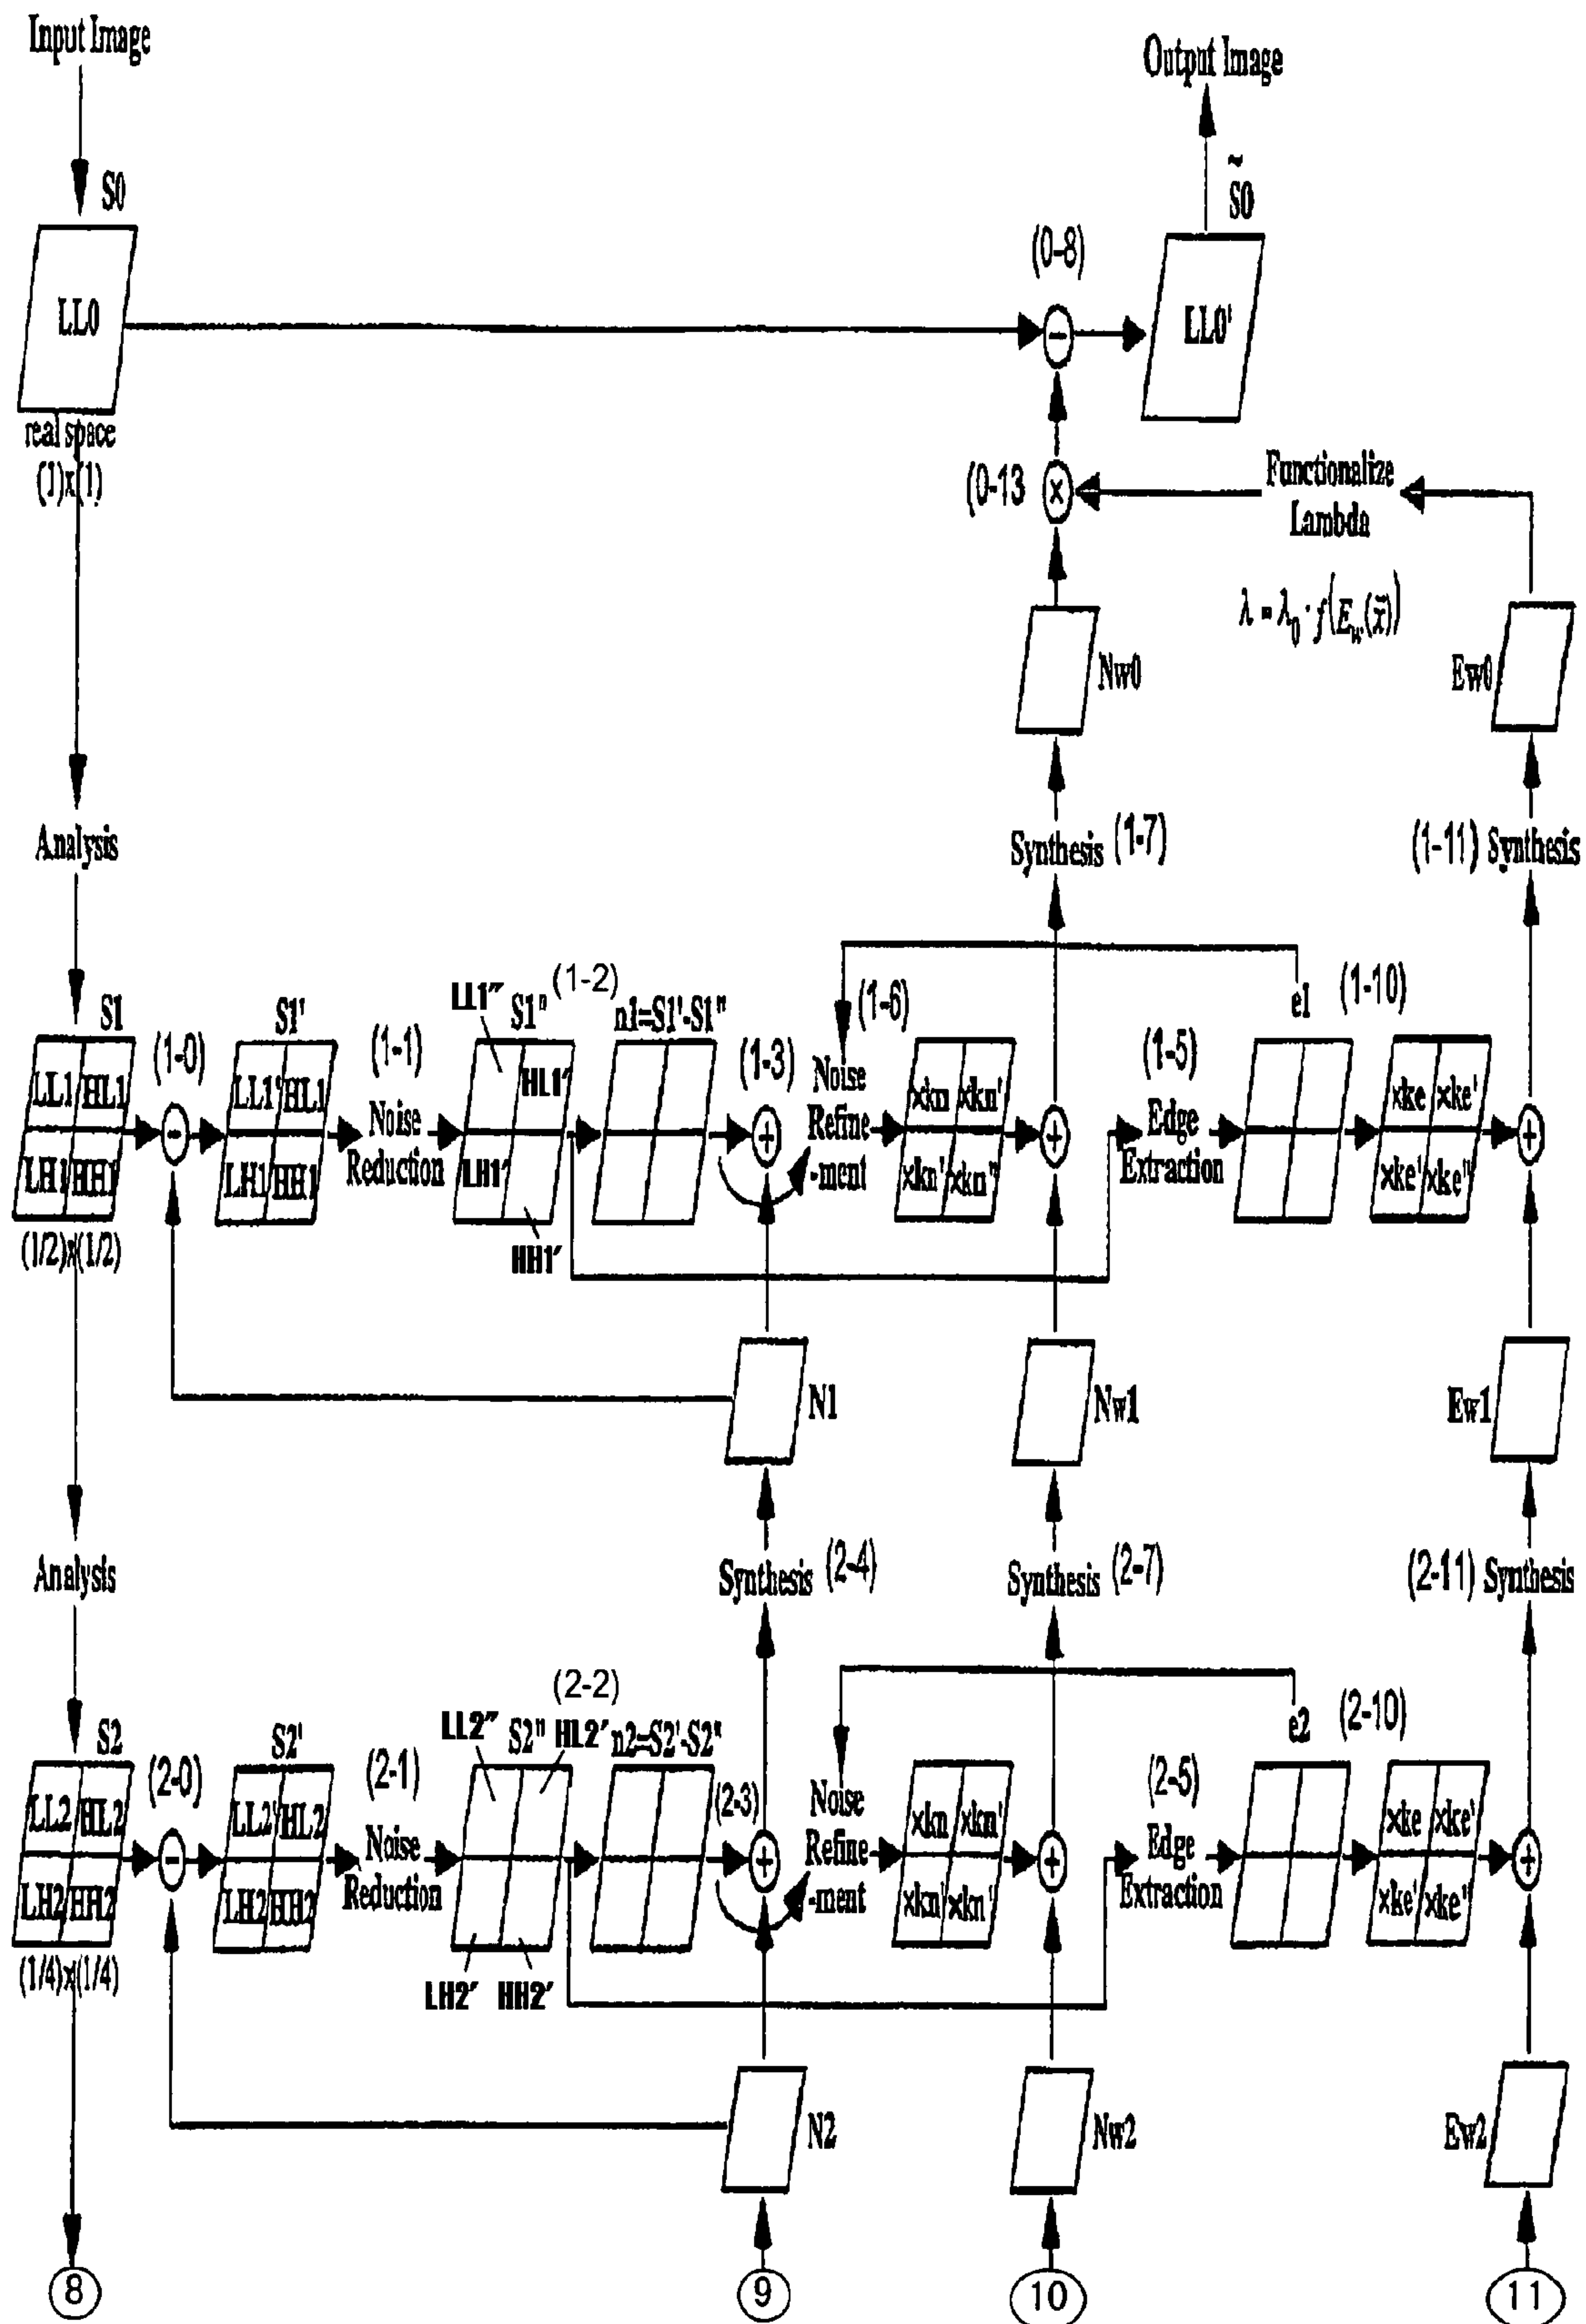 Input Image
Output Image
S0
~
S0
(0-8)
LL0
−
LL0'
real space
(1)x(1)
(0-13
×
Functionalize
Lambda
λ = λ0 · f(Ew(x̃))
Nw0
Ew0
Analysis
Synthesis (1-7)
(1-11) Synthesis
S1
(1-0)
S1'
(1-1)
LL1"
S1"
(1-2)
n1=S1'-S1"
(1-3)
(1-6)
e1
(1-10)
LL1 HL1
LH1 HH1
−
LL1' HL1
LH1 HH1
Noise
Reduction
HL1'
LH1'
HH1'
+
Noise
Refine
-ment
xkn xkn'
xkn' xkn"
+
(1-5)
Edge
Extraction
xke xke'
xke' xke"
+
(1/2)x(1/2)
N1
Nw1
Ew1
Analysis
Synthesis (2-4)
Synthesis (2-7)
(2-11) Synthesis
S2
(2-0)
S2'
(2-1)
LL2"
S2"
(2-2)
HL2'
n2=S2'-S2"
(2-3)
e2
(2-10)
LL2 HL2
LH2 HH2
−
LL2' HL2
LH2 HH2
Noise
Reduction
LH2' HH2'
+
Noise
Refine
-ment
xkn xkn'
xkn' xkn'
+
(2-5)
Edge
Extraction
xke xke'
xke' xke'
+
(1/4)x(1/4)
N2
Nw2
Ew2
8
9
10
11